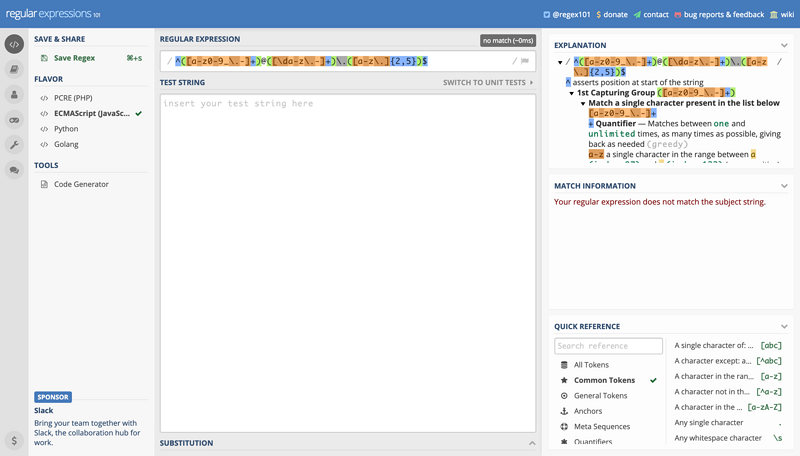 regular expressions 101
@regex101 $ donate contact bug reports & feedback wiki
SAVE & SHARE
Save Regex ⌘+s
FLAVOR
</> PCRE (PHP)
</> ECMAScript (JavaSc…
</> Python
</> Golang
TOOLS
Code Generator
SPONSOR
Slack
Bring your team together with
Slack, the collaboration hub for
work.
$
REGULAR EXPRESSION
no match (~0ms)
/ ^([a-z0-9_\.-]+)@([\da-z\.-]+)\.([a-z\.]{2,5})$ /
TEST STRING
SWITCH TO UNIT TESTS
insert your test string here
SUBSTITUTION
EXPLANATION
/ ^([a-z0-9_\.-]+)@([\da-z\.-]+)\.([a-z /
\.]{2,5})$
^ asserts position at start of the string
1st Capturing Group ([a-z0-9_\.-]+)
Match a single character present in the list below
[a-z0-9_\.-]+
+ Quantifier — Matches between one and
unlimited times, as many times as possible, giving
back as needed (greedy)
a-z a single character in the range between a
MATCH INFORMATION
Your regular expression does not match the subject string.
QUICK REFERENCE
Search reference
All Tokens
Common Tokens
General Tokens
Anchors
Meta Sequences
Quantifiers
A single character of: … [abc]
A character except: a… [^abc]
A character in the ran… [a-z]
A character not in th… [^a-z]
A character in the … [a-zA-Z]
Any single character .
Any whitespace character \s